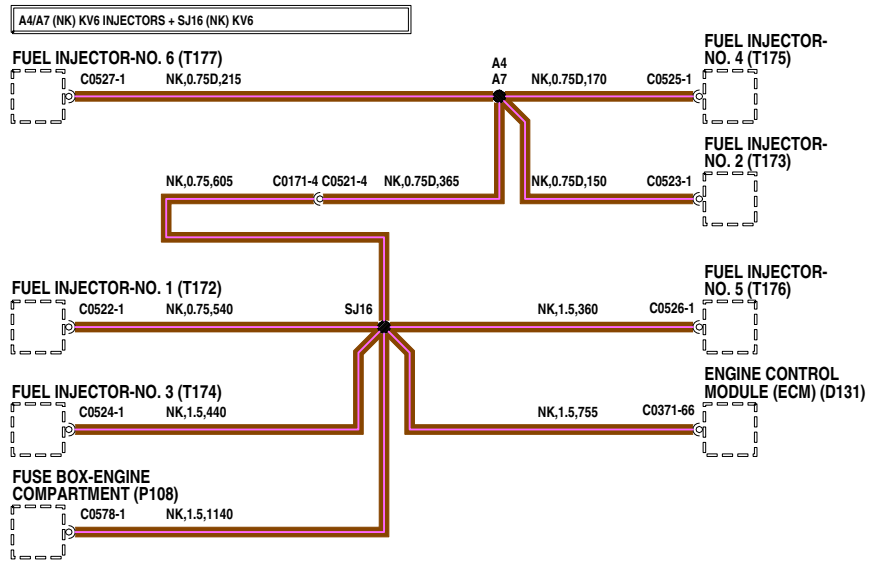 A4/A7 (NK) KV6 INJECTORS + SJ16 (NK) KV6
FUEL INJECTOR-NO. 6 (T177)
C0527-1
NK,0.75D,215
A4
A7
NK,0.75D,170
C0525-1
FUEL INJECTOR-
NO. 4 (T175)
FUEL INJECTOR-
NO. 2 (T173)
NK,0.75,605
C0171-4 C0521-4
NK,0.75D,365
NK,0.75D,150
C0523-1
FUEL INJECTOR-NO. 1 (T172)
C0522-1
NK,0.75,540
SJ16
NK,1.5,360
C0526-1
FUEL INJECTOR-
NO. 5 (T176)
FUEL INJECTOR-NO. 3 (T174)
C0524-1
NK,1.5,440
NK,1.5,755
C0371-66
ENGINE CONTROL
MODULE (ECM) (D131)
FUSE BOX-ENGINE
COMPARTMENT (P108)
C0578-1
NK,1.5,1140